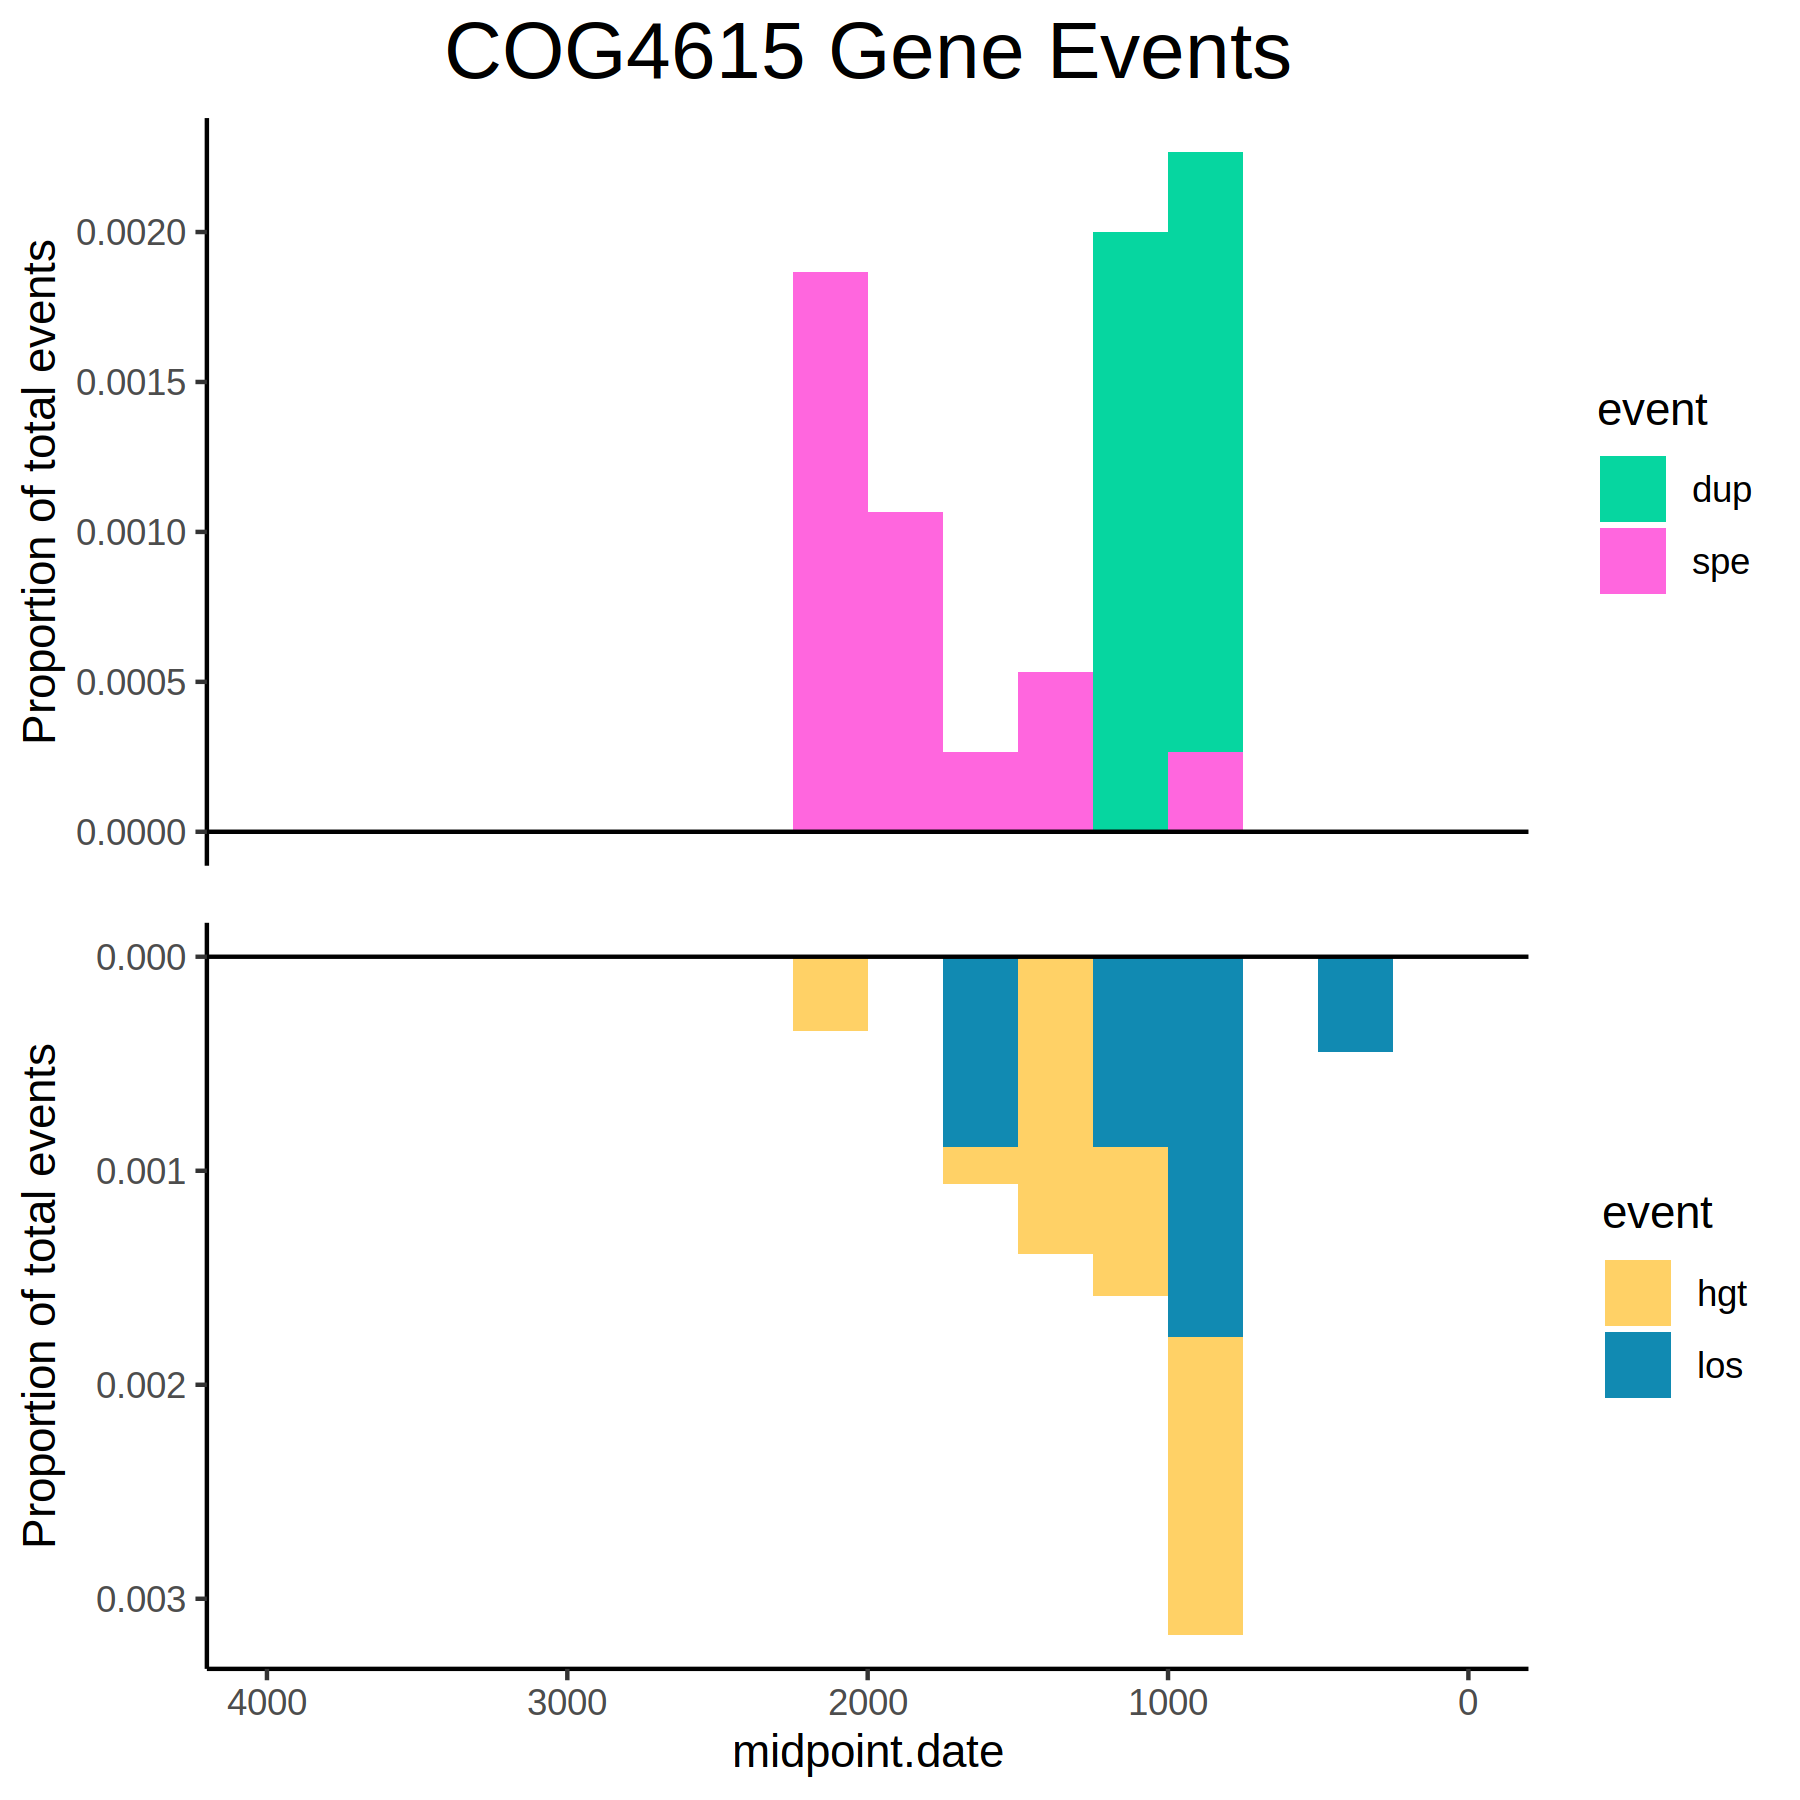 COG4615 Gene Events
Proportion of total events
0.0020
0.0015
0.0010
0.0005
0.0000
event
dup
spe
Proportion of total events
0.000
0.001
0.002
0.003
event
hgt
los
4000 3000 2000 1000 0
midpoint.date